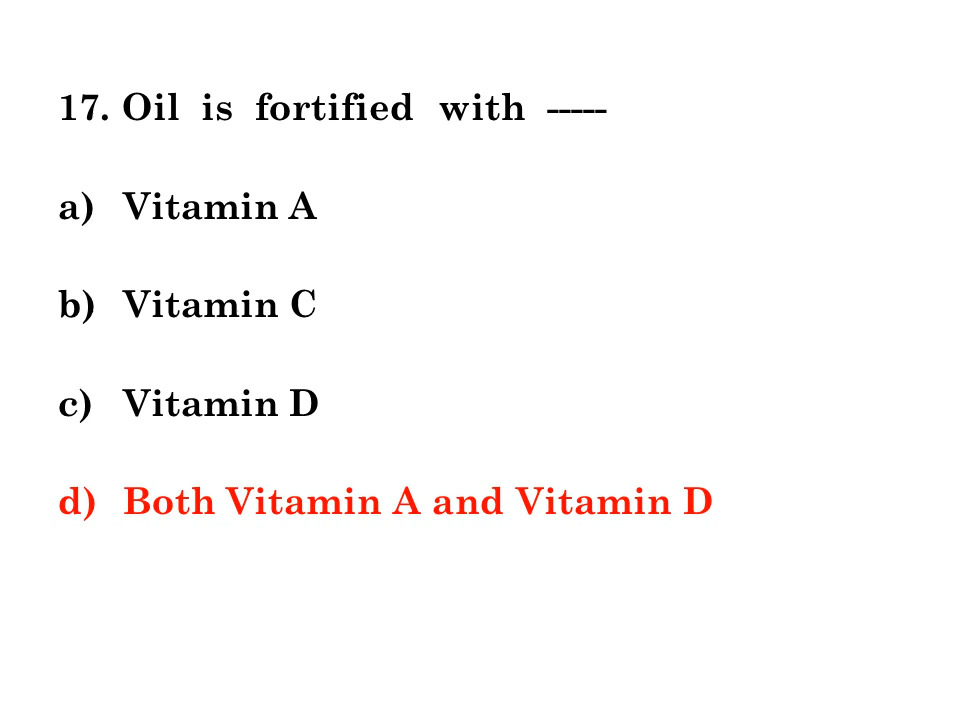 17. Oil is fortified with -----
a) Vitamin A
b) Vitamin C
c) Vitamin D
d) Both Vitamin A and Vitamin D